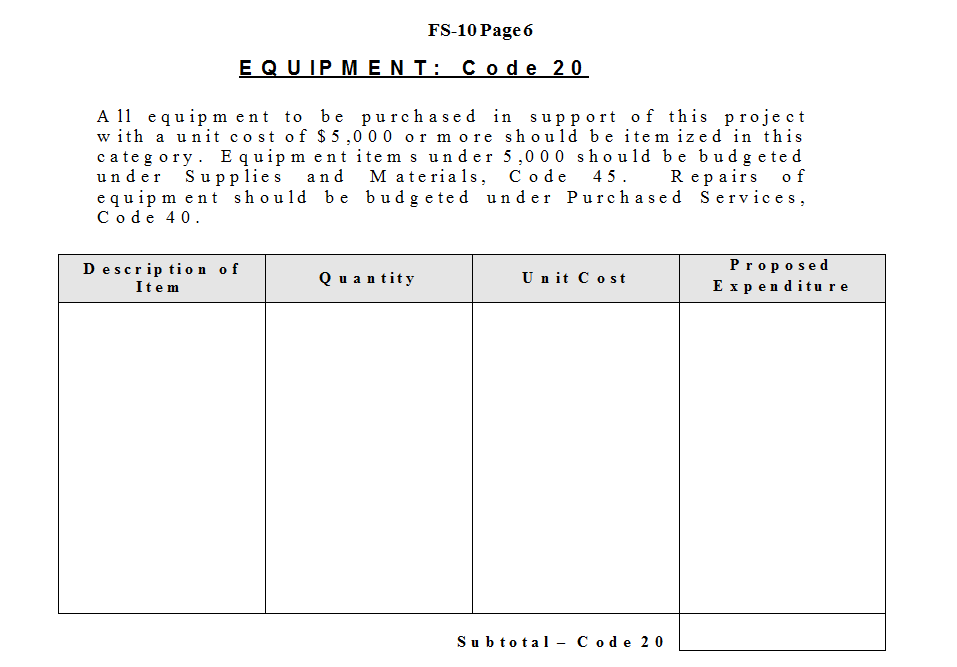 FS-10 Page 6
EQUIPMENT: Code 20
All equipment to be purchased in support of this project
with a unit cost of $5,000 or more should be itemized in this
category. Equipment items under 5,000 should be budgeted
under Supplies and Materials, Code 45. Repairs of
equipment should be budgeted under Purchased Services,
Code 40.
Description of
Item
Quantity
Unit Cost
Proposed
Expenditure
Subtotal – Code 20